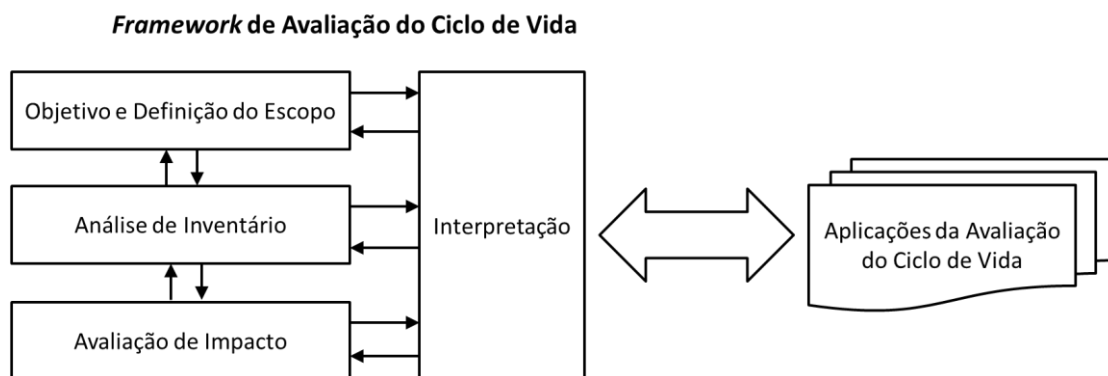 Framework de Avaliação do Ciclo de Vida
Objetivo e Definição do Escopo
Análise de Inventário
Avaliação de Impacto
Interpretação
Aplicações da Avaliação
do Ciclo de Vida